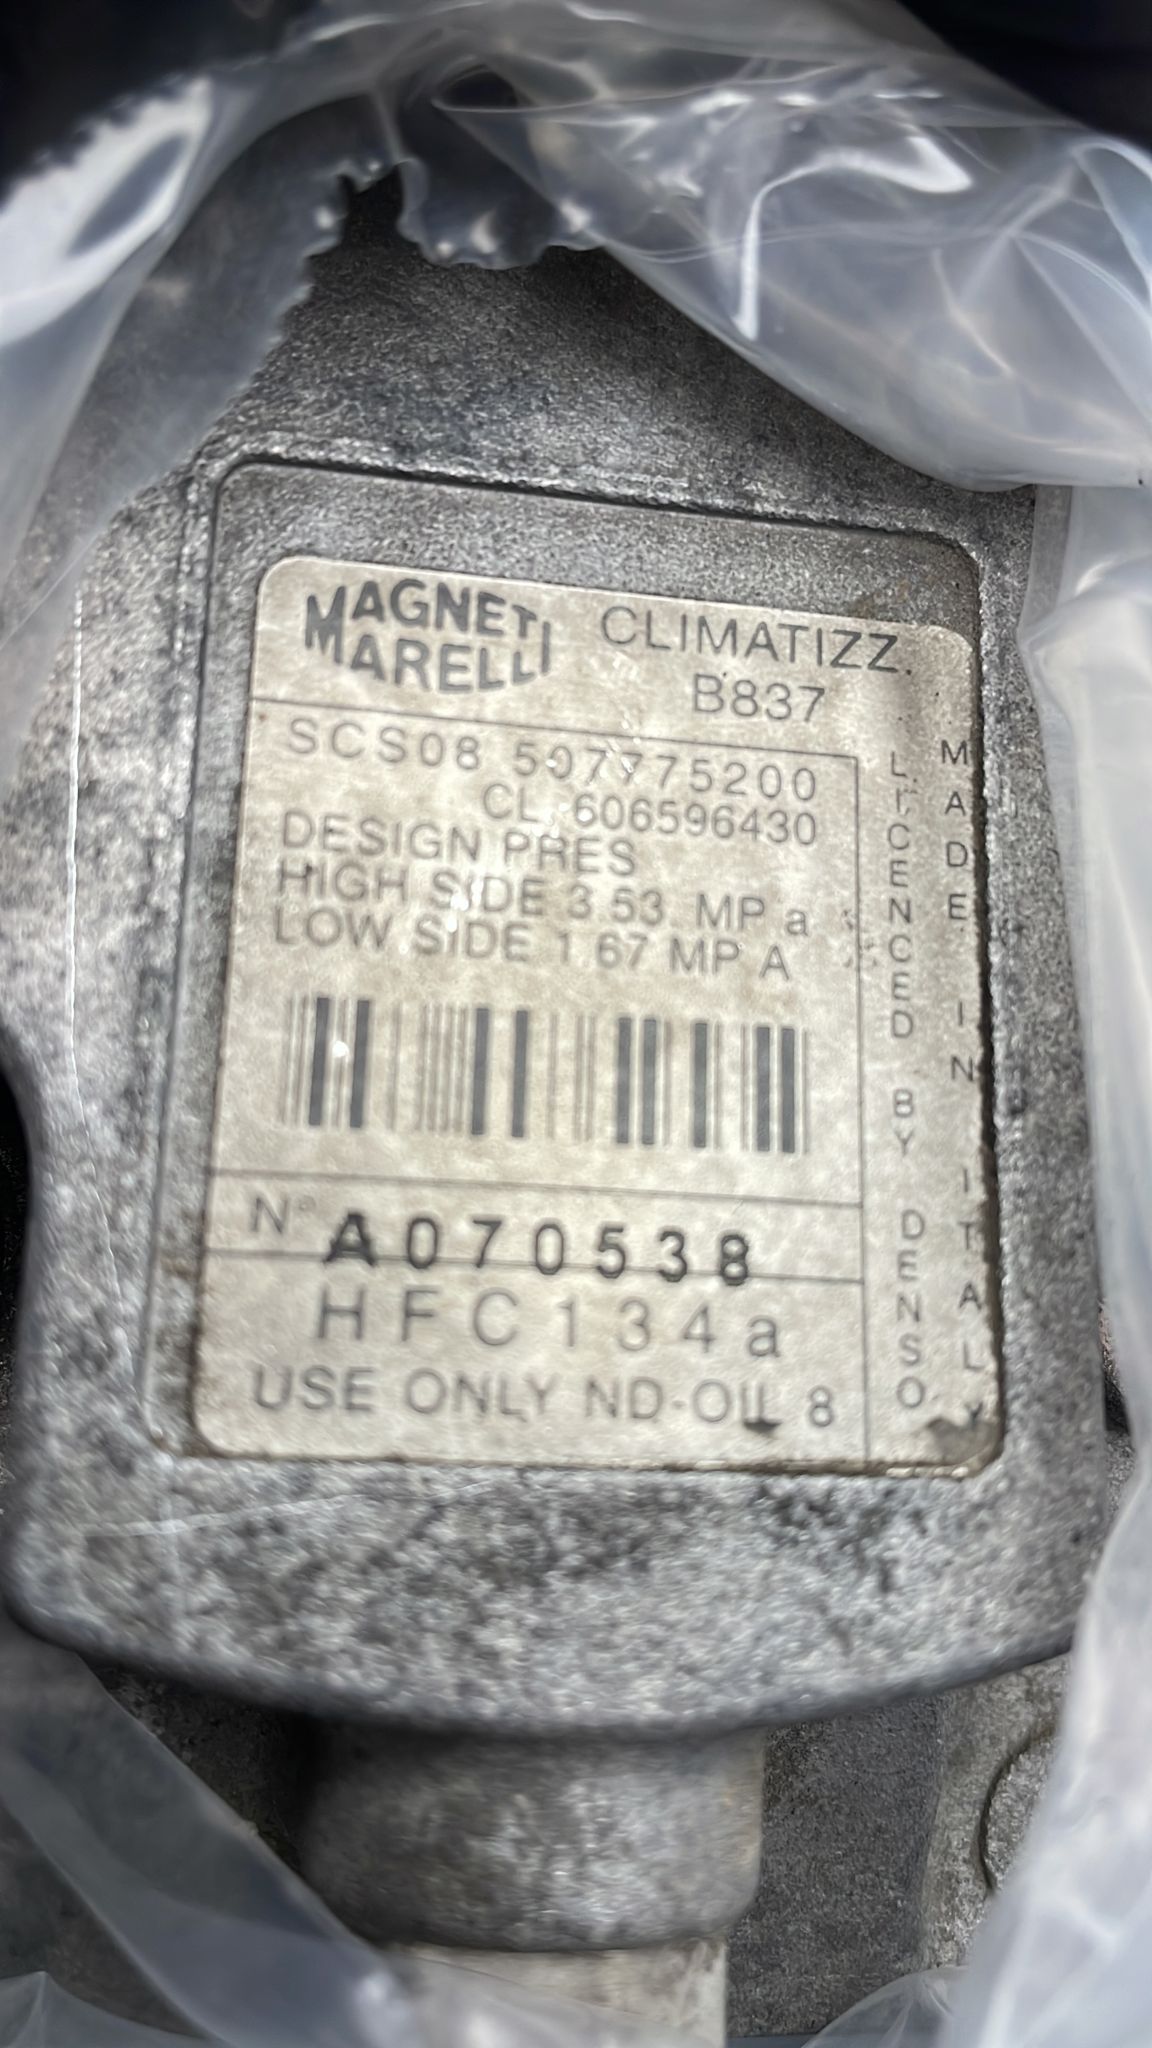 MAGNETI
MARELLI
CLIMATIZZ.
B837
SCS08 507775200
CL. 606596430
DESIGN PRES
HIGH SIDE 3.53 MP a
LOW SIDE 1.67 MP A
N° A070538
HFC134a
USE ONLY ND-OIL 8
LICENCED BY DENSO
MADE IN ITALY